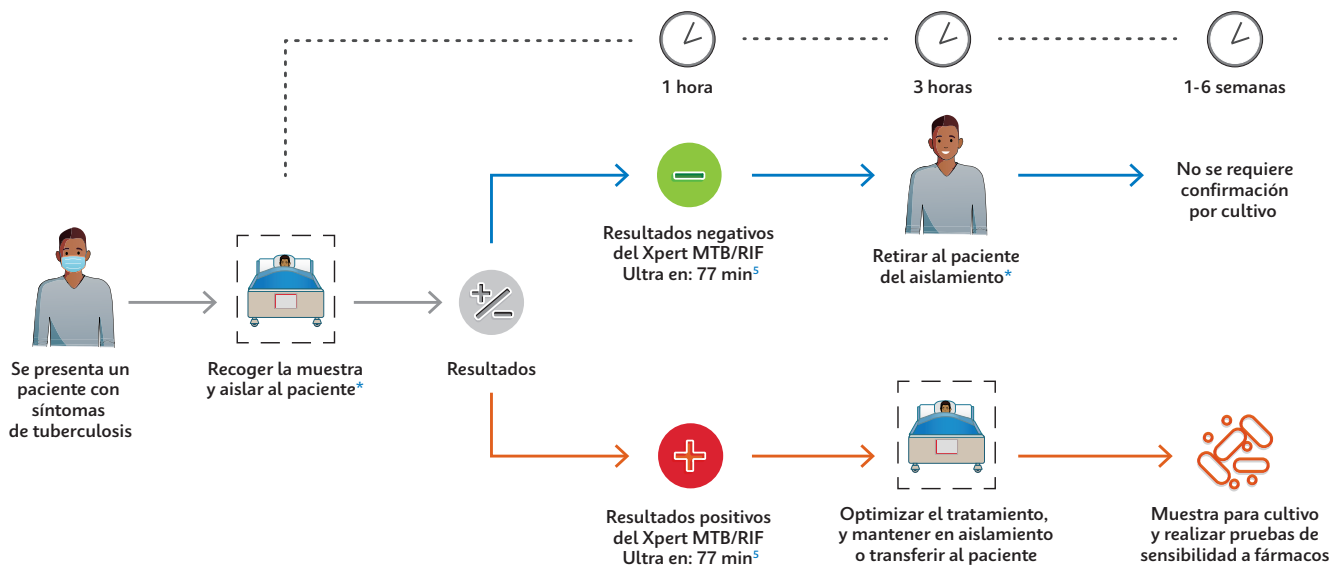 1 hora
3 horas
1-6 semanas
Se presenta un
paciente con
síntomas
de tuberculosis
Recoger la muestra
y aislar al paciente*
Resultados
Resultados negativos
del Xpert MTB/RIF
Ultra en: 77 min⁵
Retirar al paciente
del aislamiento*
No se requiere
confirmación
por cultivo
Resultados positivos
del Xpert MTB/RIF
Ultra en: 77 min⁵
Optimizar el tratamiento,
y mantener en aislamiento
o transferir al paciente
Muestra para cultivo
y realizar pruebas de
sensibilidad a fármacos